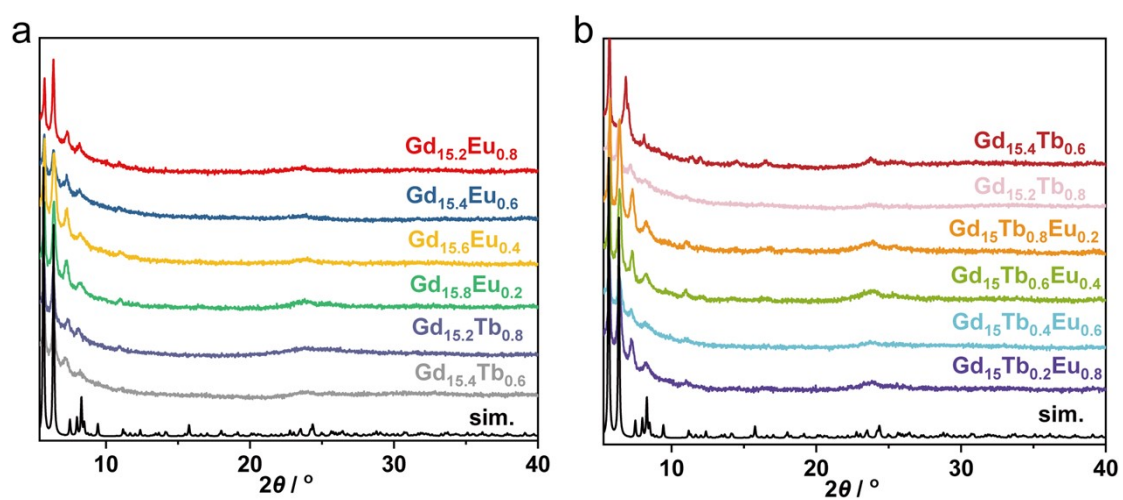 a
Gd15.2Eu0.8
Gd15.4Eu0.6
Gd15.6Eu0.4
Gd15.8Eu0.2
Gd15.2Tb0.8
Gd15.4Tb0.6
sim.
10 20 30 40
2θ / °
b
Gd15.4Tb0.6
Gd15.2Tb0.8
Gd15Tb0.8Eu0.2
Gd15Tb0.6Eu0.4
Gd15Tb0.4Eu0.6
Gd15Tb0.2Eu0.8
sim.
10 20 30 40
2θ / °